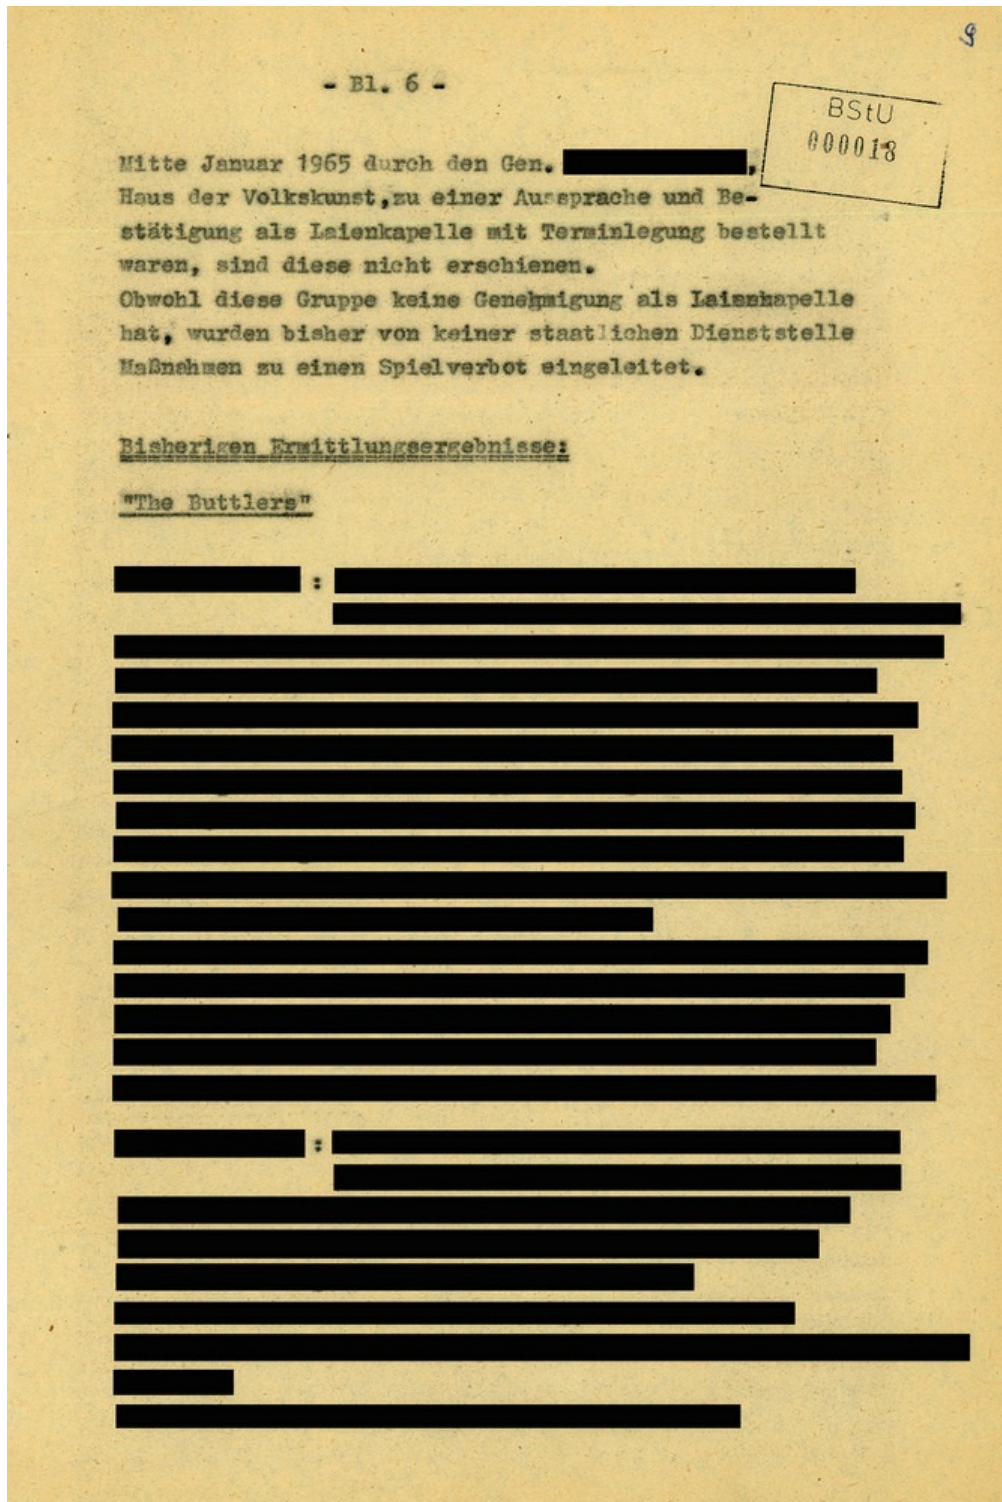 9
- Bl. 6 -
BStU
000018
Mitte Januar 1965 durch den Gen. ,
Haus der Volkskunst,zu einer Aussprache und Be-
stätigung als Laienkapelle mit Terminlegung bestellt
waren, sind diese nicht erschienen.
Obwohl diese Gruppe keine Genehmigung als Laienkapelle
hat, wurden bisher von keiner staatlichen Dienststelle
Maßnahmen zu einen Spielverbot eingeleitet.
Bisherigen Ermittlungsergebnisse:
"The Buttlers"
:
: